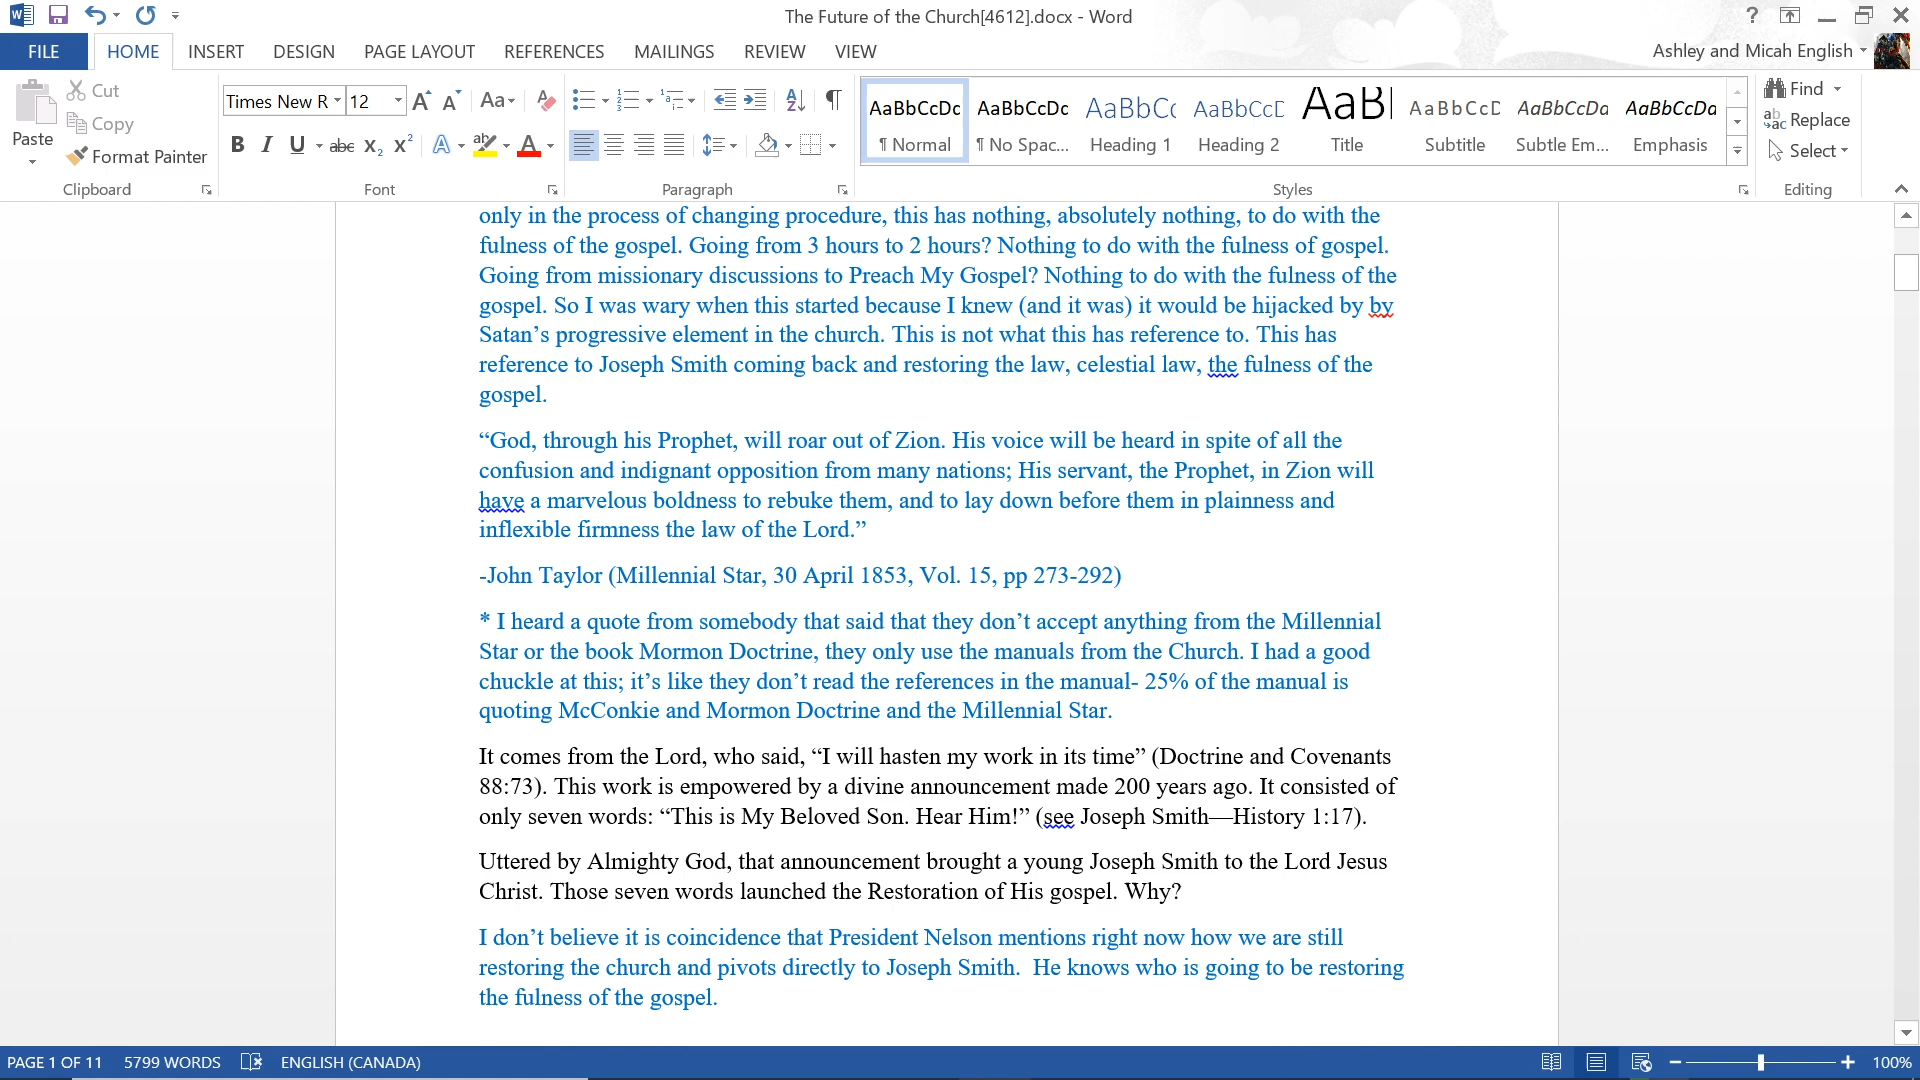 The Future of the Church[4612].docx - Word
?
FILE HOME INSERT DESIGN PAGE LAYOUT REFERENCES MAILINGS REVIEW VIEW
Ashley and Micah English
Paste
Cut
Copy
Format Painter
Clipboard
Times New R 12
Font
Paragraph
AaBbCcDc AaBbCcDc AaBbCc AaBbCcD AaBl AaBbCcD AaBbCcDa AaBbCcDa
¶ Normal ¶ No Spac... Heading 1 Heading 2 Title Subtitle Subtle Em... Emphasis
Styles
Find
Replace
Select
Editing
only in the process of changing procedure, this has nothing, absolutely nothing, to do with the
fulness of the gospel. Going from 3 hours to 2 hours? Nothing to do with the fulness of gospel.
Going from missionary discussions to Preach My Gospel? Nothing to do with the fulness of the
gospel. So I was wary when this started because I knew (and it was) it would be hijacked by by
Satan’s progressive element in the church. This is not what this has reference to. This has
reference to Joseph Smith coming back and restoring the law, celestial law, the fulness of the
gospel.
“God, through his Prophet, will roar out of Zion. His voice will be heard in spite of all the
confusion and indignant opposition from many nations; His servant, the Prophet, in Zion will
have a marvelous boldness to rebuke them, and to lay down before them in plainness and
inflexible firmness the law of the Lord.”
-John Taylor (Millennial Star, 30 April 1853, Vol. 15, pp 273-292)
* I heard a quote from somebody that said that they don’t accept anything from the Millennial
Star or the book Mormon Doctrine, they only use the manuals from the Church. I had a good
chuckle at this; it’s like they don’t read the references in the manual- 25% of the manual is
quoting McConkie and Mormon Doctrine and the Millennial Star.
It comes from the Lord, who said, “I will hasten my work in its time” (Doctrine and Covenants
88:73). This work is empowered by a divine announcement made 200 years ago. It consisted of
only seven words: “This is My Beloved Son. Hear Him!” (see Joseph Smith—History 1:17).
Uttered by Almighty God, that announcement brought a young Joseph Smith to the Lord Jesus
Christ. Those seven words launched the Restoration of His gospel. Why?
I don’t believe it is coincidence that President Nelson mentions right now how we are still
restoring the church and pivots directly to Joseph Smith.  He knows who is going to be restoring
the fulness of the gospel.
PAGE 1 OF 11 5799 WORDS ENGLISH (CANADA)
100%